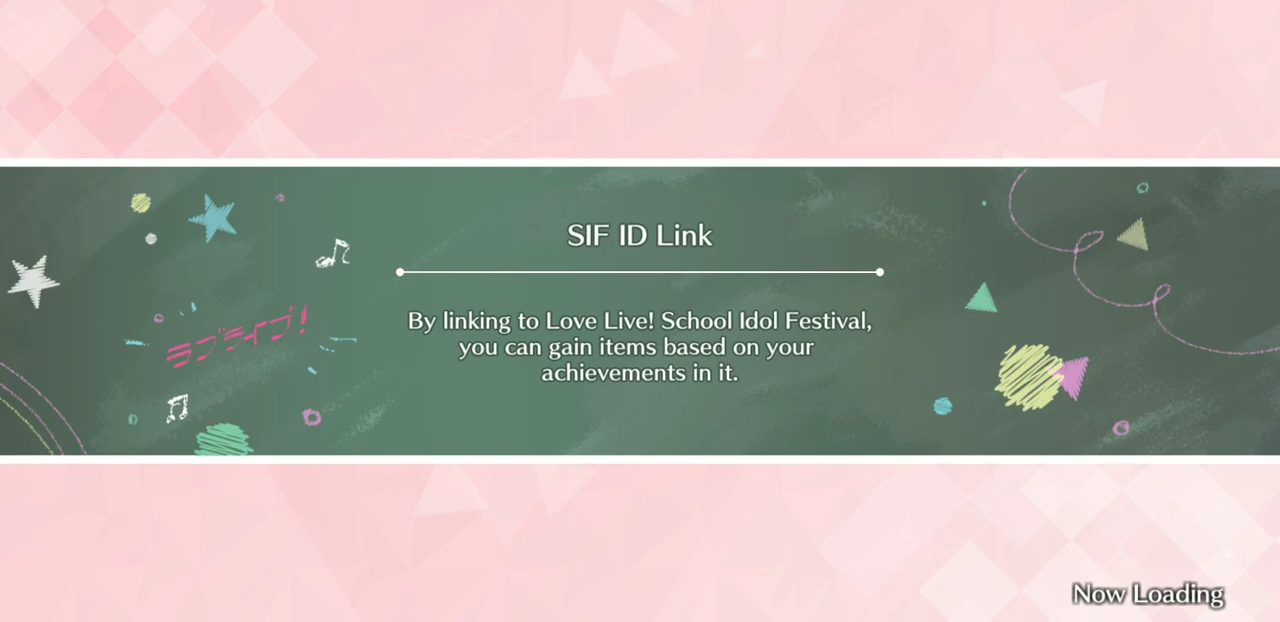 SIF ID Link
ラブライブ!
By linking to Love Live! School Idol Festival,
you can gain items based on your
achievements in it.
Now Loading